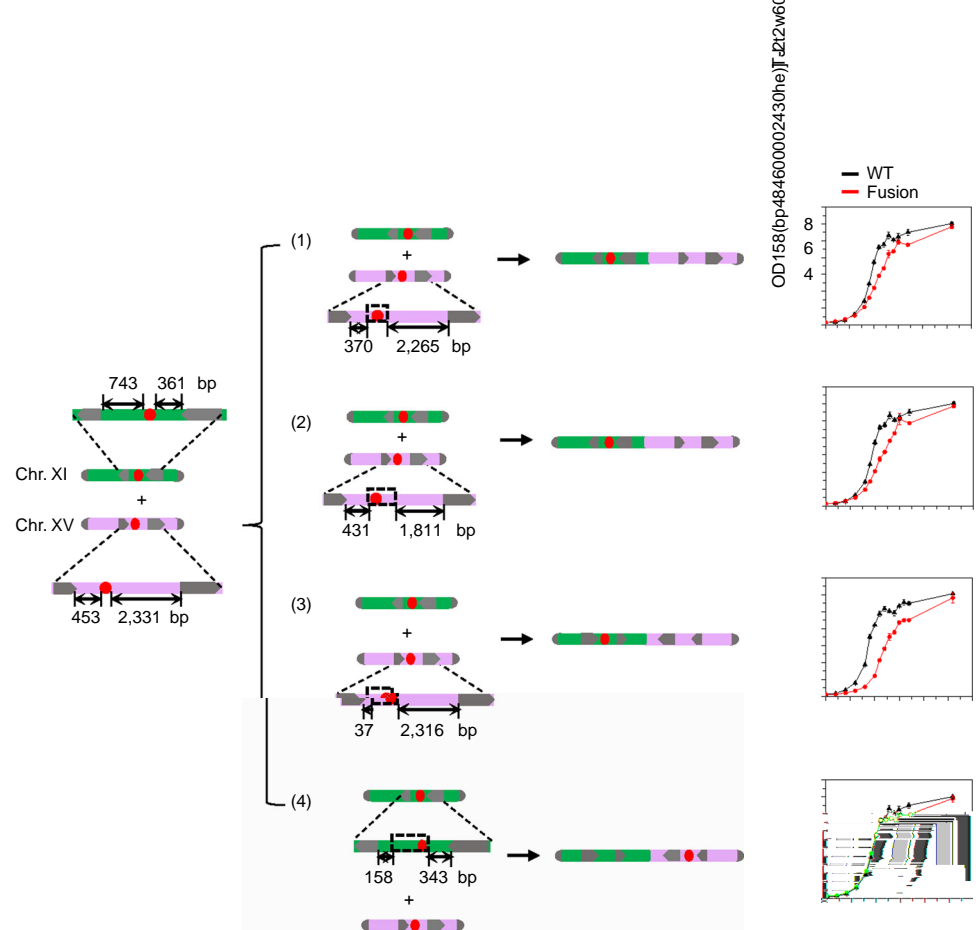 WT
Fusion
8
6
4
(1)
+
370 2,265 bp
743 361 bp
Chr. XI
+
Chr. XV
453 2,331 bp
(2)
+
431 1,811 bp
(3)
+
37 2,316 bp
(4)
158 343 bp
+